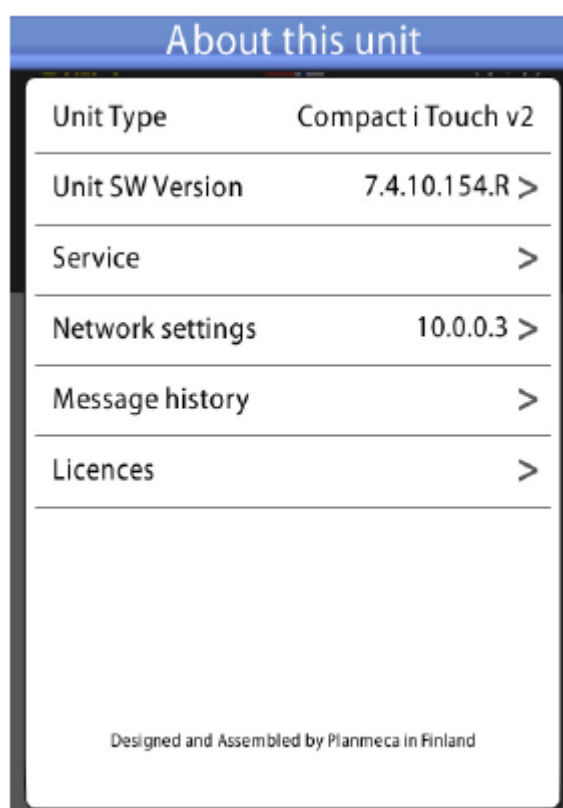 About this unit
Unit Type Compact i Touch v2
Unit SW Version 7.4.10.154.R >
Service >
Network settings 10.0.0.3 >
Message history >
Licences >
Designed and Assembled by Planmeca in Finland